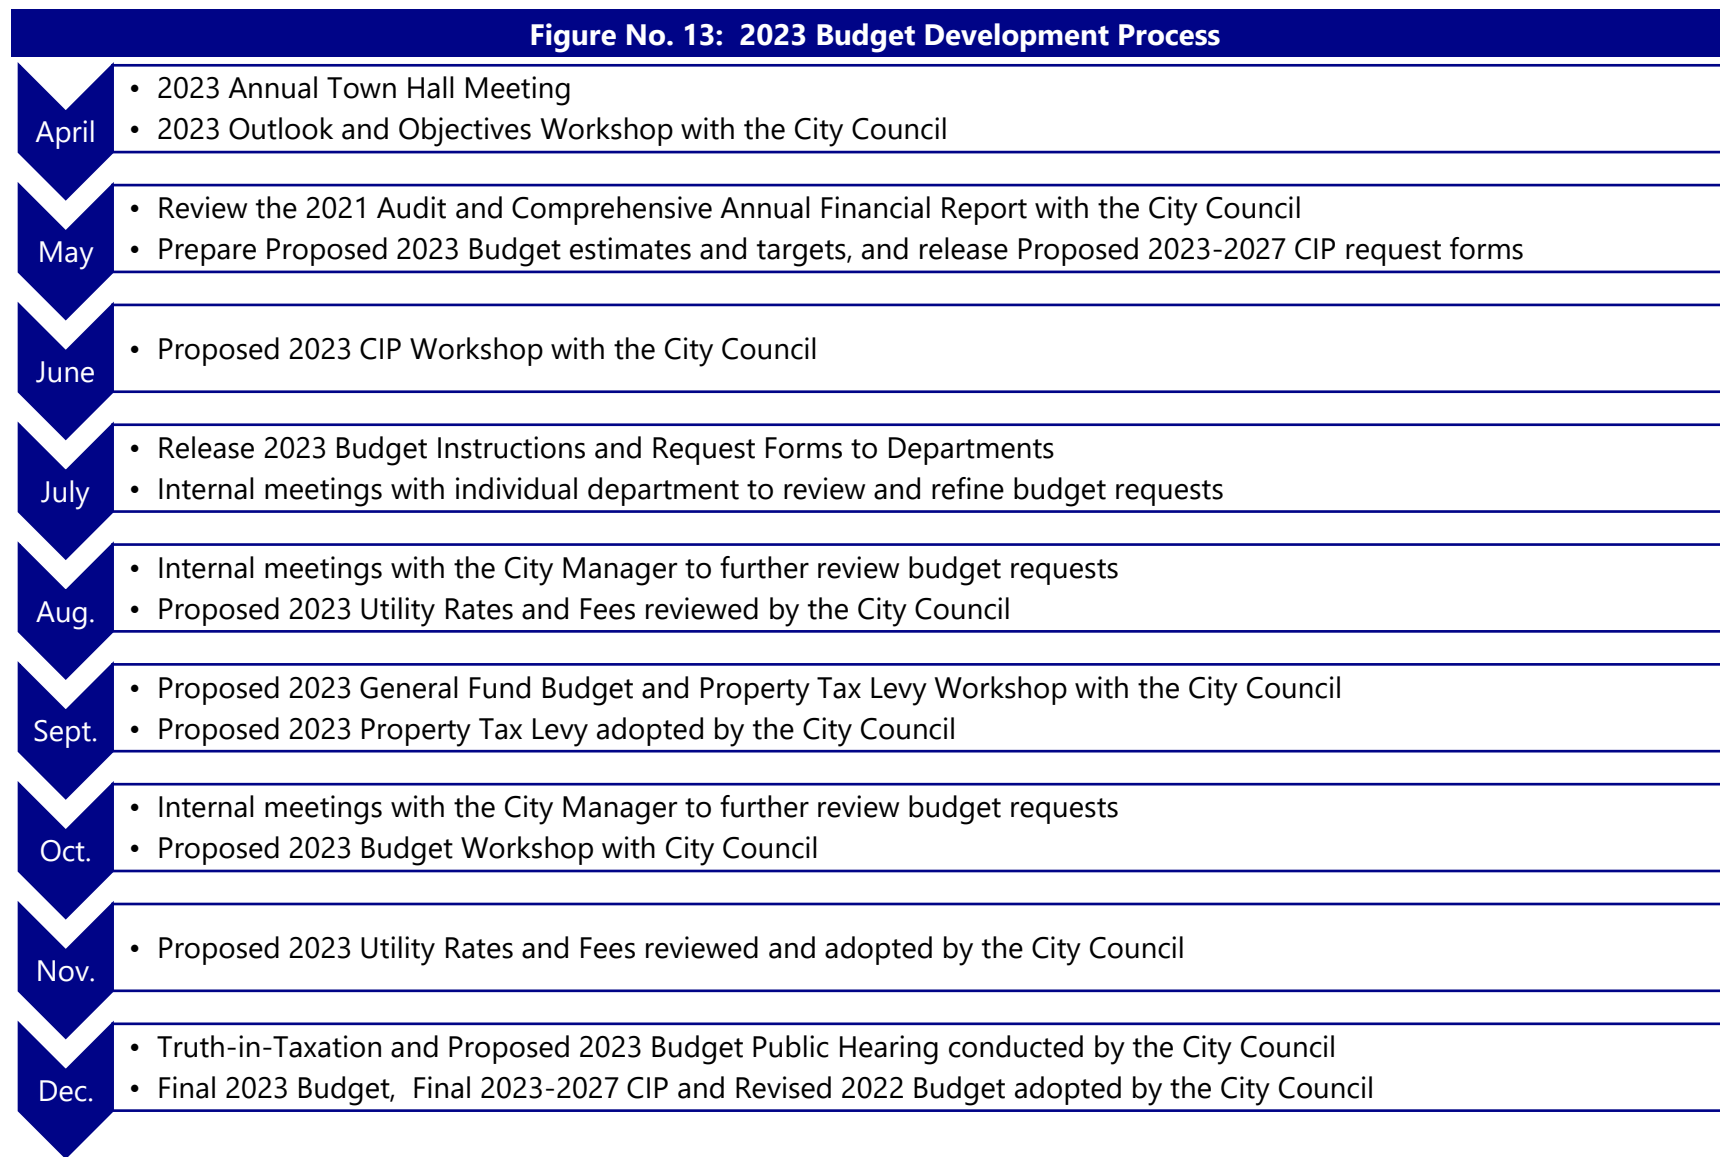 Figure No. 13:  2023 Budget Development Process
April
• 2023 Annual Town Hall Meeting
• 2023 Outlook and Objectives Workshop with the City Council
May
• Review the 2021 Audit and Comprehensive Annual Financial Report with the City Council
• Prepare Proposed 2023 Budget estimates and targets, and release Proposed 2023-2027 CIP request forms
June
• Proposed 2023 CIP Workshop with the City Council
July
• Release 2023 Budget Instructions and Request Forms to Departments
• Internal meetings with individual department to review and refine budget requests
Aug.
• Internal meetings with the City Manager to further review budget requests
• Proposed 2023 Utility Rates and Fees reviewed by the City Council
Sept.
• Proposed 2023 General Fund Budget and Property Tax Levy Workshop with the City Council
• Proposed 2023 Property Tax Levy adopted by the City Council
Oct.
• Internal meetings with the City Manager to further review budget requests
• Proposed 2023 Budget Workshop with City Council
Nov.
• Proposed 2023 Utility Rates and Fees reviewed and adopted by the City Council
Dec.
• Truth-in-Taxation and Proposed 2023 Budget Public Hearing conducted by the City Council
• Final 2023 Budget,  Final 2023-2027 CIP and Revised 2022 Budget adopted by the City Council